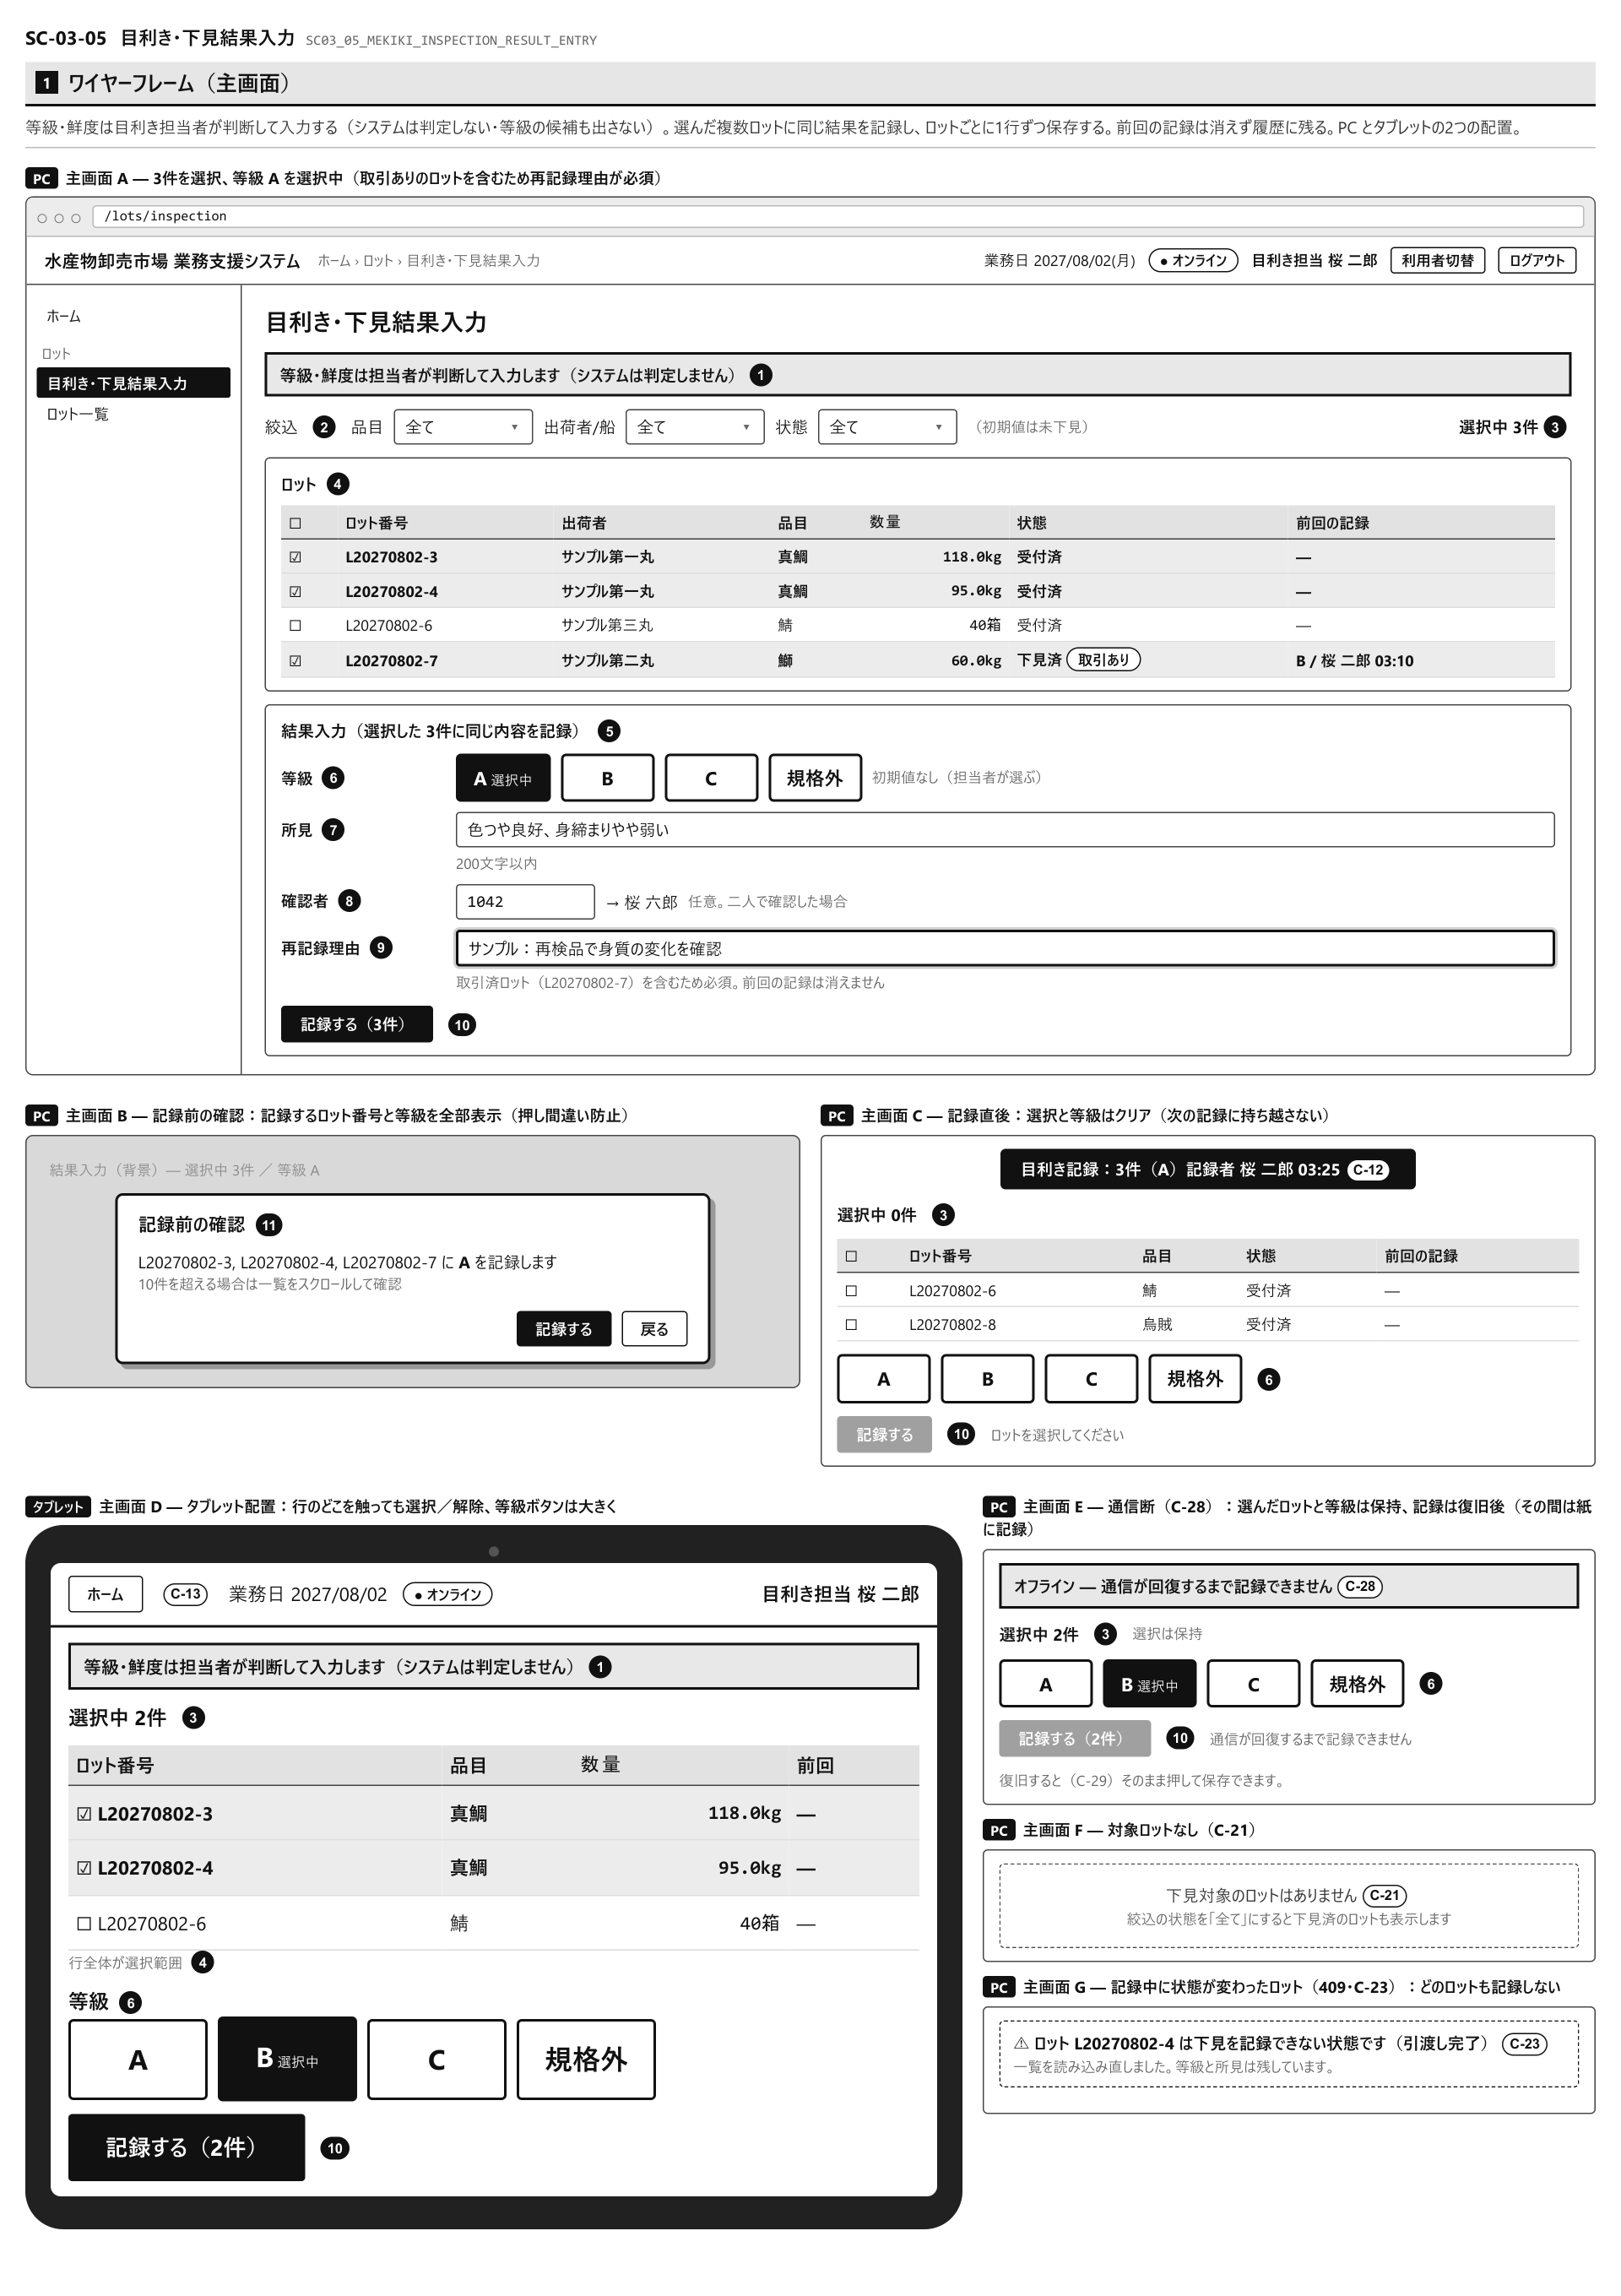 SC-03-05 目利き・下見結果入力 SC03_05_MEKIKI_INSPECTION_RESULT_ENTRY
1 ワイヤーフレーム（主画面）
等級・鮮度は目利き担当者が判断して入力する（システムは判定しない・等級の候補も出さない）。選んだ複数ロットに同じ結果を記録し、ロットごとに1行ずつ保存する。前回の記録は消えず履歴に残る。PC とタブレットの2つの配置。
PC 主画面 A — 3件を選択、等級 A を選択中（取引ありのロットを含むため再記録理由が必須）
/lots/inspection
水産物卸売市場 業務支援システム ホーム › ロット › 目利き・下見結果入力 業務日 2027/08/02(月) ● オンライン 目利き担当 桜 二郎 利用者切替 ログアウト
ホーム
ロット
目利き・下見結果入力
ロット一覧
目利き・下見結果入力
等級・鮮度は担当者が判断して入力します（システムは判定しません） 1
絞込 2 品目 全て ▼ 出荷者/船 全て ▼ 状態 全て ▼ （初期値は未下見） 選択中 3件 3
ロット 4
☐ ロット番号 出荷者 品目 数量 状態 前回の記録
☑ L20270802-3 サンプル第一丸 真鯛 118.0kg 受付済 —
☑ L20270802-4 サンプル第一丸 真鯛 95.0kg 受付済 —
☐ L20270802-6 サンプル第三丸 鯖 40箱 受付済 —
☑ L20270802-7 サンプル第二丸 鰤 60.0kg 下見済 取引あり B / 桜 二郎 03:10
結果入力（選択した 3件に同じ内容を記録） 5
等級 6 A 選択中 B C 規格外 初期値なし（担当者が選ぶ）
所見 7 色つや良好、身締まりやや弱い
200文字以内
確認者 8 1042 → 桜 六郎 任意。二人で確認した場合
再記録理由 9 サンプル：再検品で身質の変化を確認
取引済ロット（L20270802-7）を含むため必須。前回の記録は消えません
記録する（3件） 10
PC 主画面 B — 記録前の確認：記録するロット番号と等級を全部表示（押し間違い防止）
結果入力（背景）— 選択中 3件 ／ 等級 A
記録前の確認 11
L20270802-3, L20270802-4, L20270802-7 に A を記録します
10件を超える場合は一覧をスクロールして確認
記録する 戻る
PC 主画面 C — 記録直後：選択と等級はクリア（次の記録に持ち越さない）
目利き記録：3件（A）記録者 桜 二郎 03:25 C-12
選択中 0件 3
☐ ロット番号 品目 状態 前回の記録
☐ L20270802-6 鯖 受付済 —
☐ L20270802-8 烏賊 受付済 —
A B C 規格外 6
記録する 10 ロットを選択してください
タブレット 主画面 D — タブレット配置：行のどこを触っても選択／解除、等級ボタンは大きく
ホーム C-13 業務日 2027/08/02 ● オンライン 目利き担当 桜 二郎
等級・鮮度は担当者が判断して入力します（システムは判定しません） 1
選択中 2件 3
ロット番号 品目 数量 前回
☑ L20270802-3 真鯛 118.0kg —
☑ L20270802-4 真鯛 95.0kg —
☐ L20270802-6 鯖 40箱 —
行全体が選択範囲 4
等級 6
A B 選択中 C 規格外
記録する（2件） 10
PC 主画面 E — 通信断（C-28）：選んだロットと等級は保持、記録は復旧後（その間は紙
に記録）
オフライン — 通信が回復するまで記録できません C-28
選択中 2件 3 選択は保持
A B 選択中 C 規格外 6
記録する（2件） 10 通信が回復するまで記録できません
復旧すると（C-29）そのまま押して保存できます。
PC 主画面 F — 対象ロットなし（C-21）
下見対象のロットはありません C-21
絞込の状態を「全て」にすると下見済のロットも表示します
PC 主画面 G — 記録中に状態が変わったロット（409・C-23）：どのロットも記録しない
⚠ ロット L20270802-4 は下見を記録できない状態です（引渡し完了） C-23
一覧を読み込み直しました。等級と所見は残しています。